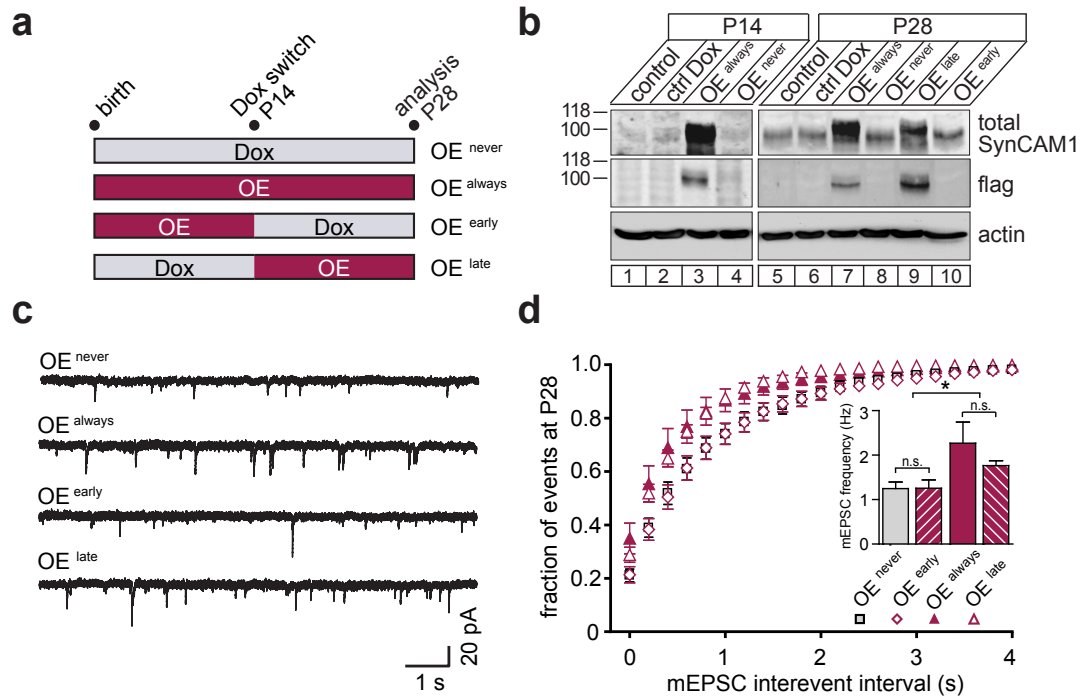 a
birth
Dox switch
P14
analysis
P28
Dox
OE never
OE
OE always
OE Dox
OE early
Dox OE
OE late
b
P14 P28
control
ctrl Dox
OE always
OE never
control
ctrl Dox
OE always
OE never
OE late
OE early
118
100
total
SynCAM1
118
100
flag
actin
1 2 3 4 5 6 7 8 9 10
c
OE never
OE always
OE early
OE late
20 pA
1 s
d
fraction of events at P28
1.0
0.8
0.6
0.4
0.2
0
0 1 2 3 4
mEPSC interevent interval (s)
mEPSC frequency (Hz)
3
2
1
0
*
n.s.
n.s.
OE never
OE early
OE always
OE late